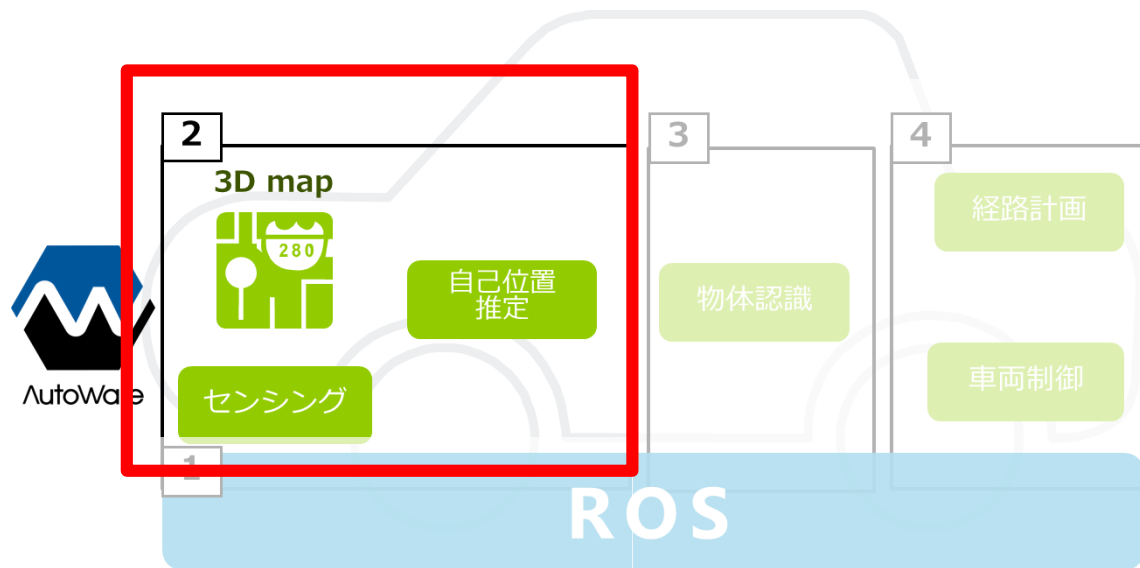 2
3D map
280
自己位置
推定
センシング
AutoWare
1
3
物体認識
4
経路計画
車両制御
ROS